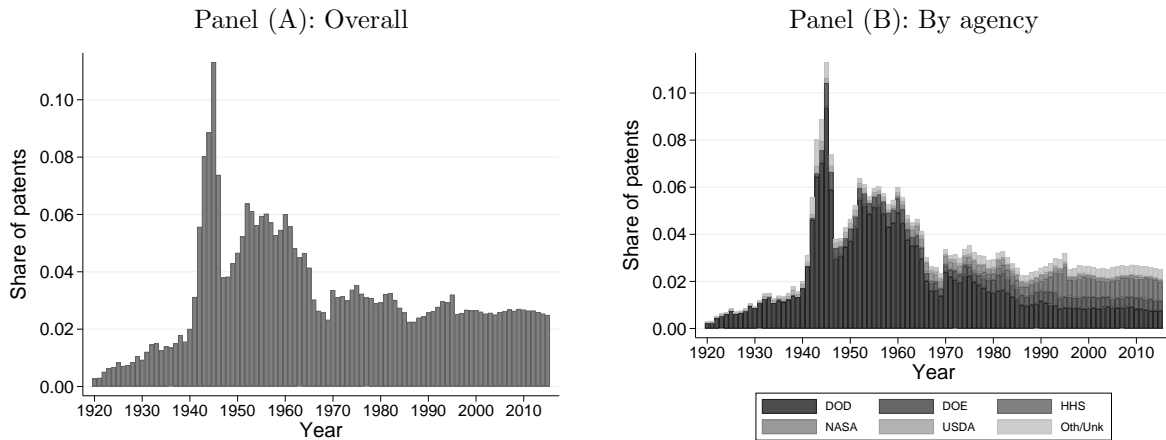 Panel (A): Overall
Share of patents
0.10
0.08
0.06
0.04
0.02
0.00
1920 1930 1940 1950 1960 1970 1980 1990 2000 2010
Year
Panel (B): By agency
Share of patents
0.10
0.08
0.06
0.04
0.02
0.00
1920 1930 1940 1950 1960 1970 1980 1990 2000 2010
Year
DOD DOE HHS
NASA USDA Oth/Unk